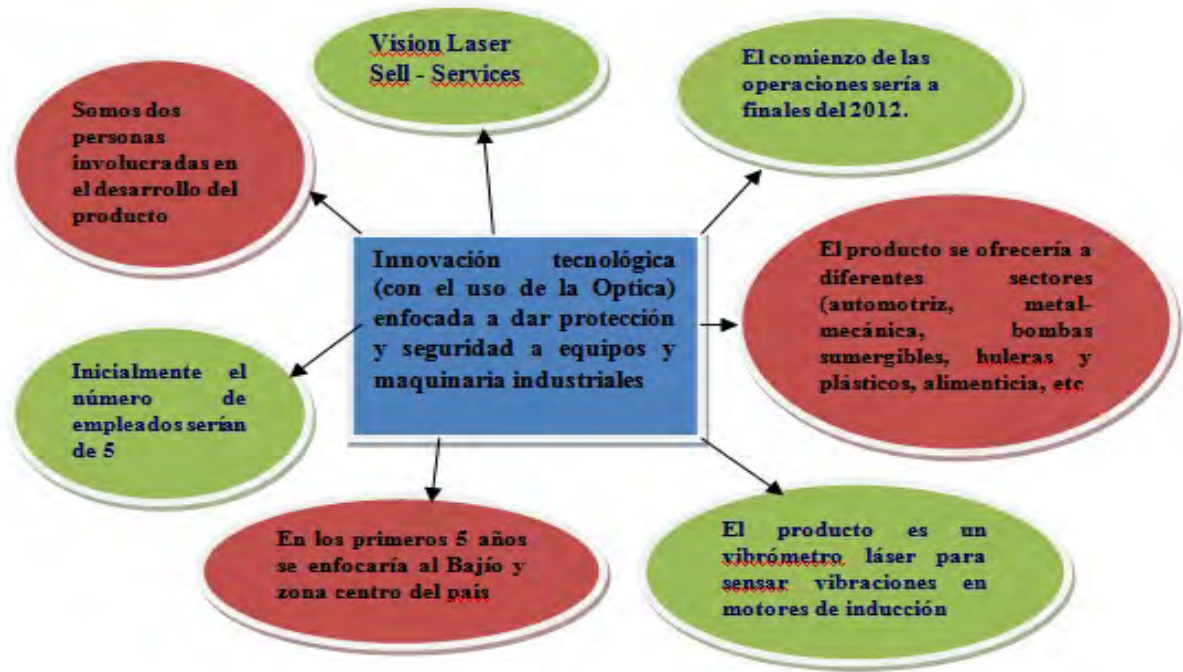 Vision Laser
Sell - Services
El comienzo de las
operaciones sería a
finales del 2012.
Somos dos
personas
involucradas en
el desarrollo del
producto
Innovación tecnológica
(con el uso de la Optica)
enfocada a dar protección
y seguridad a equipos y
maquinaria industriales
El producto se ofrecería a
diferentes sectores
(automotriz, metal-
mecánica, bombas
sumergibles, huleras y
plásticos, alimenticia, etc
Inicialmente el
número de
empleados serían
de 5
En los primeros 5 años
se enfocaría al Bajío y
zona centro del pais
El producto es un
vibrómetro láser para
sensar vibraciones en
motores de inducción